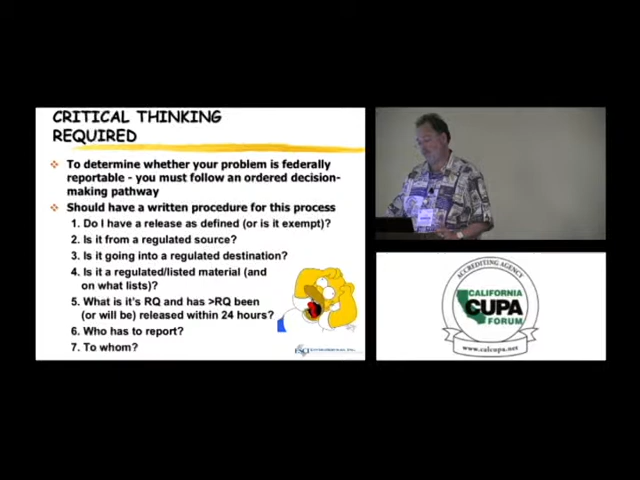 CRITICAL THINKING
REQUIRED
To determine whether your problem is federally
reportable - you must follow an ordered decision-
making pathway
Should have a written procedure for this process
1. Do I have a release as defined (or is it exempt)?
2. Is it from a regulated source?
3. Is it going into a regulated destination?
4. Is it a regulated/listed material (and
on what lists)?
5. What is it's RQ and has >RQ been
(or will be) released within 24 hours?
6. Who has to report?
7. To whom?
ACCREDITING AGENCY
CALIFORNIA
CUPA
FORUM
www.calcupa.net